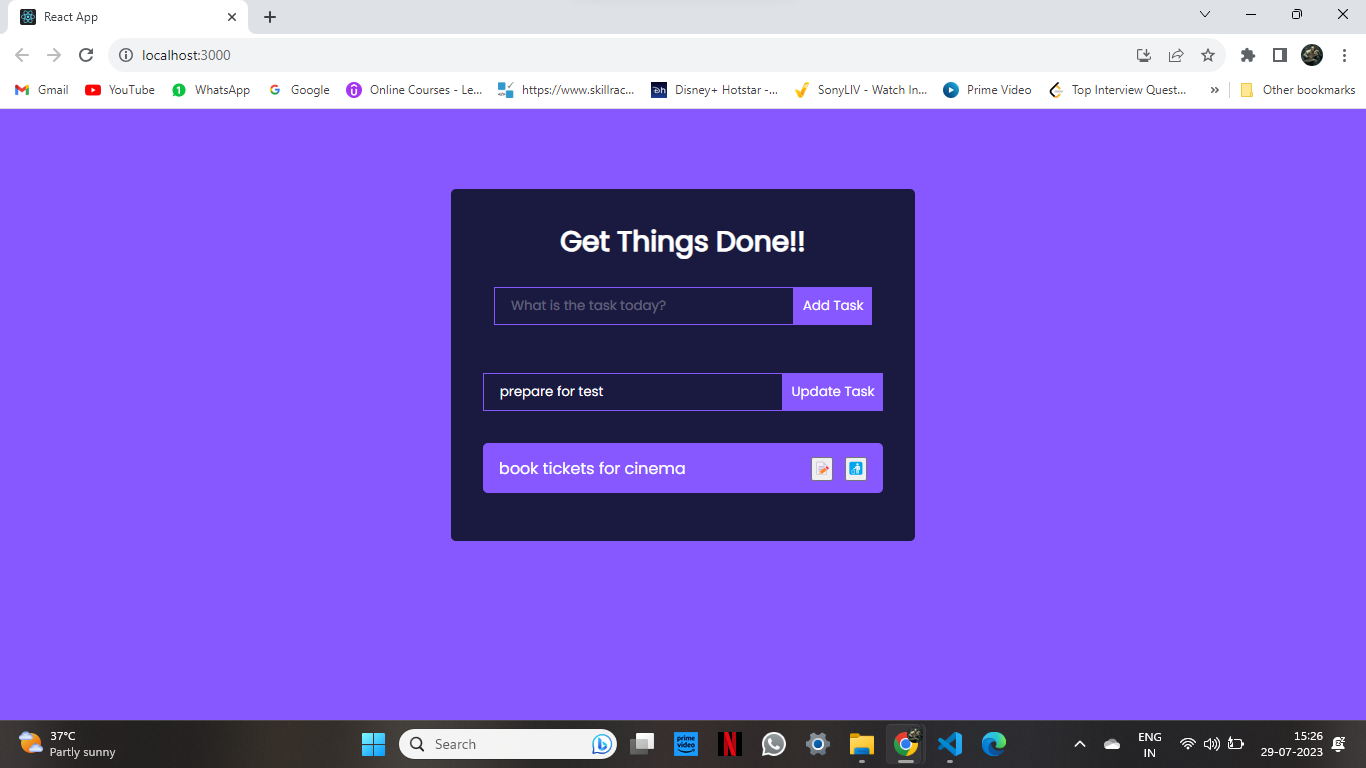 React App
localhost:3000
Gmail YouTube WhatsApp Google Online Courses - Le... https://www.skillrac... Disney+ Hotstar -... SonyLIV - Watch In... Prime Video Top Interview Quest... » Other bookmarks
Get Things Done!!
What is the task today? Add Task
prepare for test Update Task
book tickets for cinema
37°C
Partly sunny
Search
prime video
ENG
IN
15:26
29-07-2023